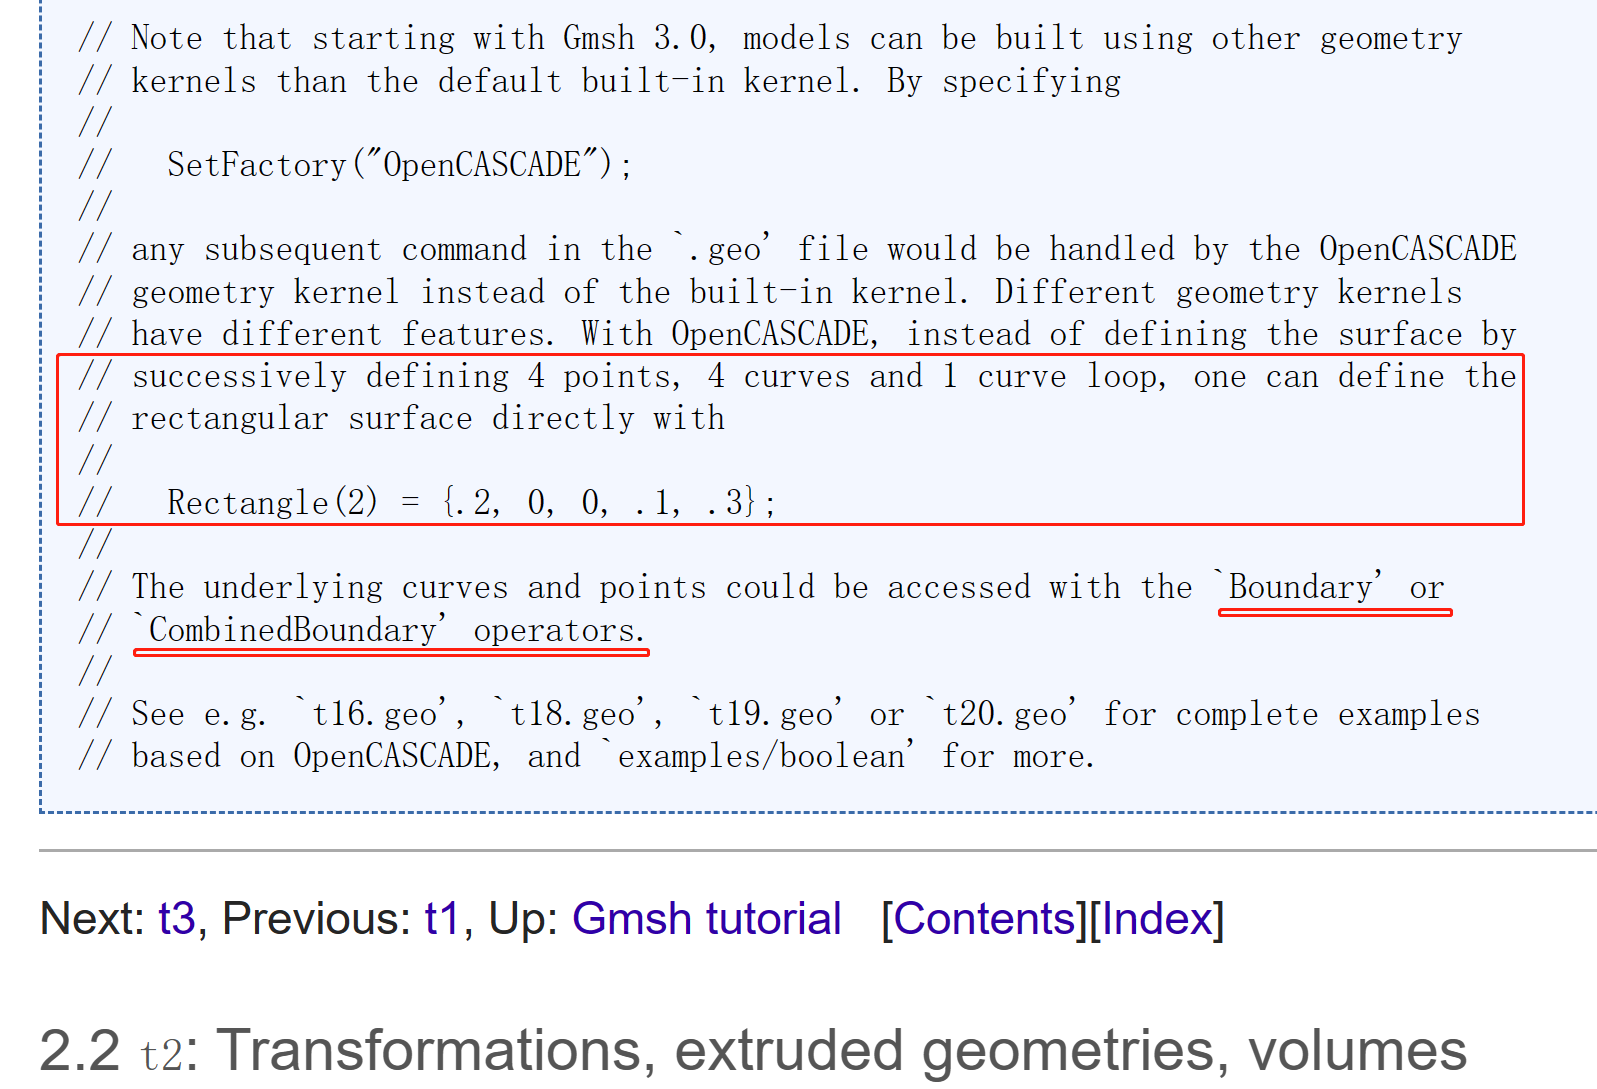 // Note that starting with Gmsh 3.0, models can be built using other geometry
// kernels than the default built-in kernel. By specifying
//
//   SetFactory("OpenCASCADE");
//
// any subsequent command in the `.geo' file would be handled by the OpenCASCADE
// geometry kernel instead of the built-in kernel. Different geometry kernels
// have different features. With OpenCASCADE, instead of defining the surface by
// successively defining 4 points, 4 curves and 1 curve loop, one can define the
// rectangular surface directly with
//
//   Rectangle(2) = {.2, 0, 0, .1, .3};
//
// The underlying curves and points could be accessed with the `Boundary' or
// `CombinedBoundary' operators.
//
// See e.g. `t16.geo', `t18.geo', `t19.geo' or `t20.geo' for complete examples
// based on OpenCASCADE, and `examples/boolean' for more.
Next: t3, Previous: t1, Up: Gmsh tutorial   [Contents][Index]
2.2 t2: Transformations, extruded geometries, volumes